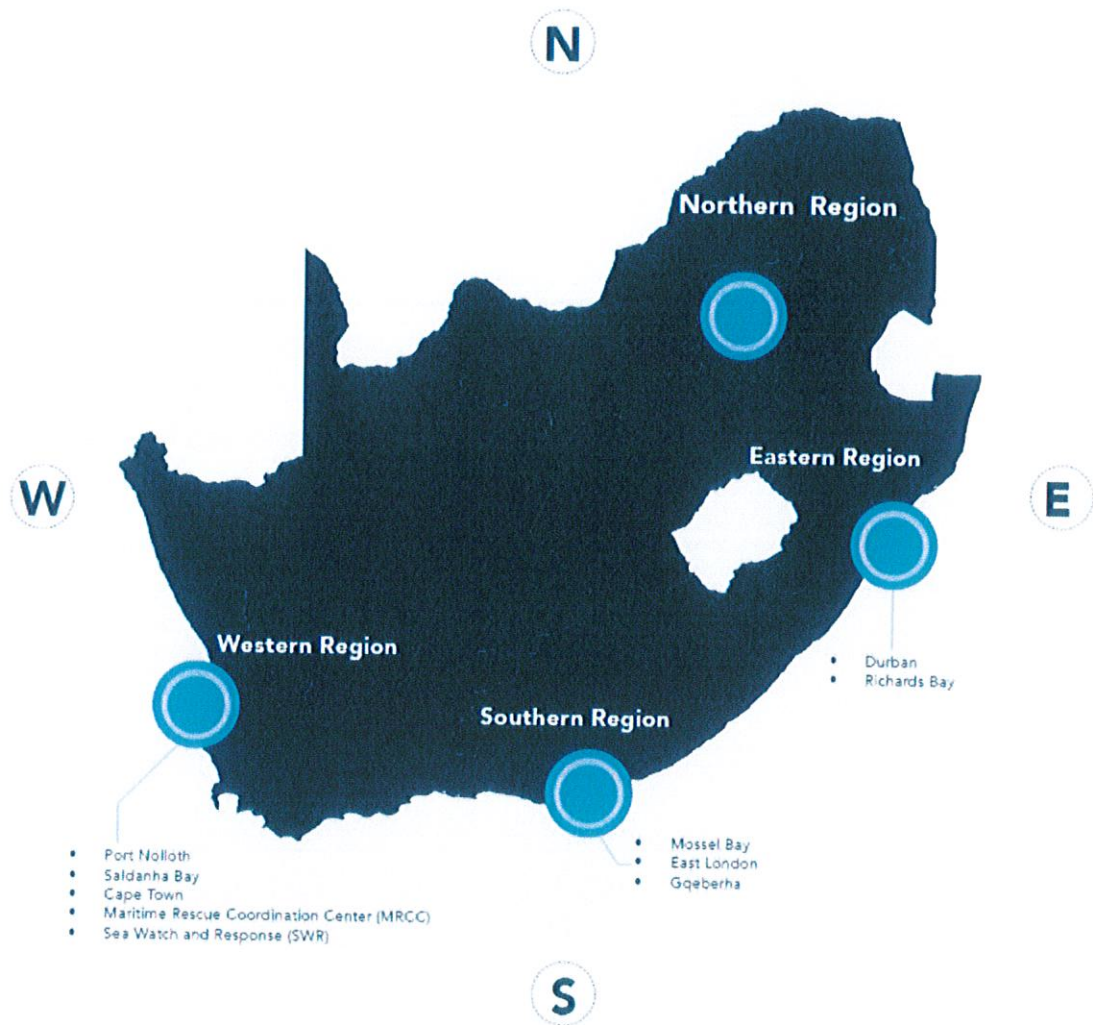 N
Northern Region
Eastern Region
W
E
Western Region
• Durban
• Richards Bay
Southern Region
• Mossel Bay
• East London
• Gqeberha
• Port Nolloth
• Saldanha Bay
• Cape Town
• Maritime Rescue Coordination Center (MRCC)
• Sea Watch and Response (SWR)
S